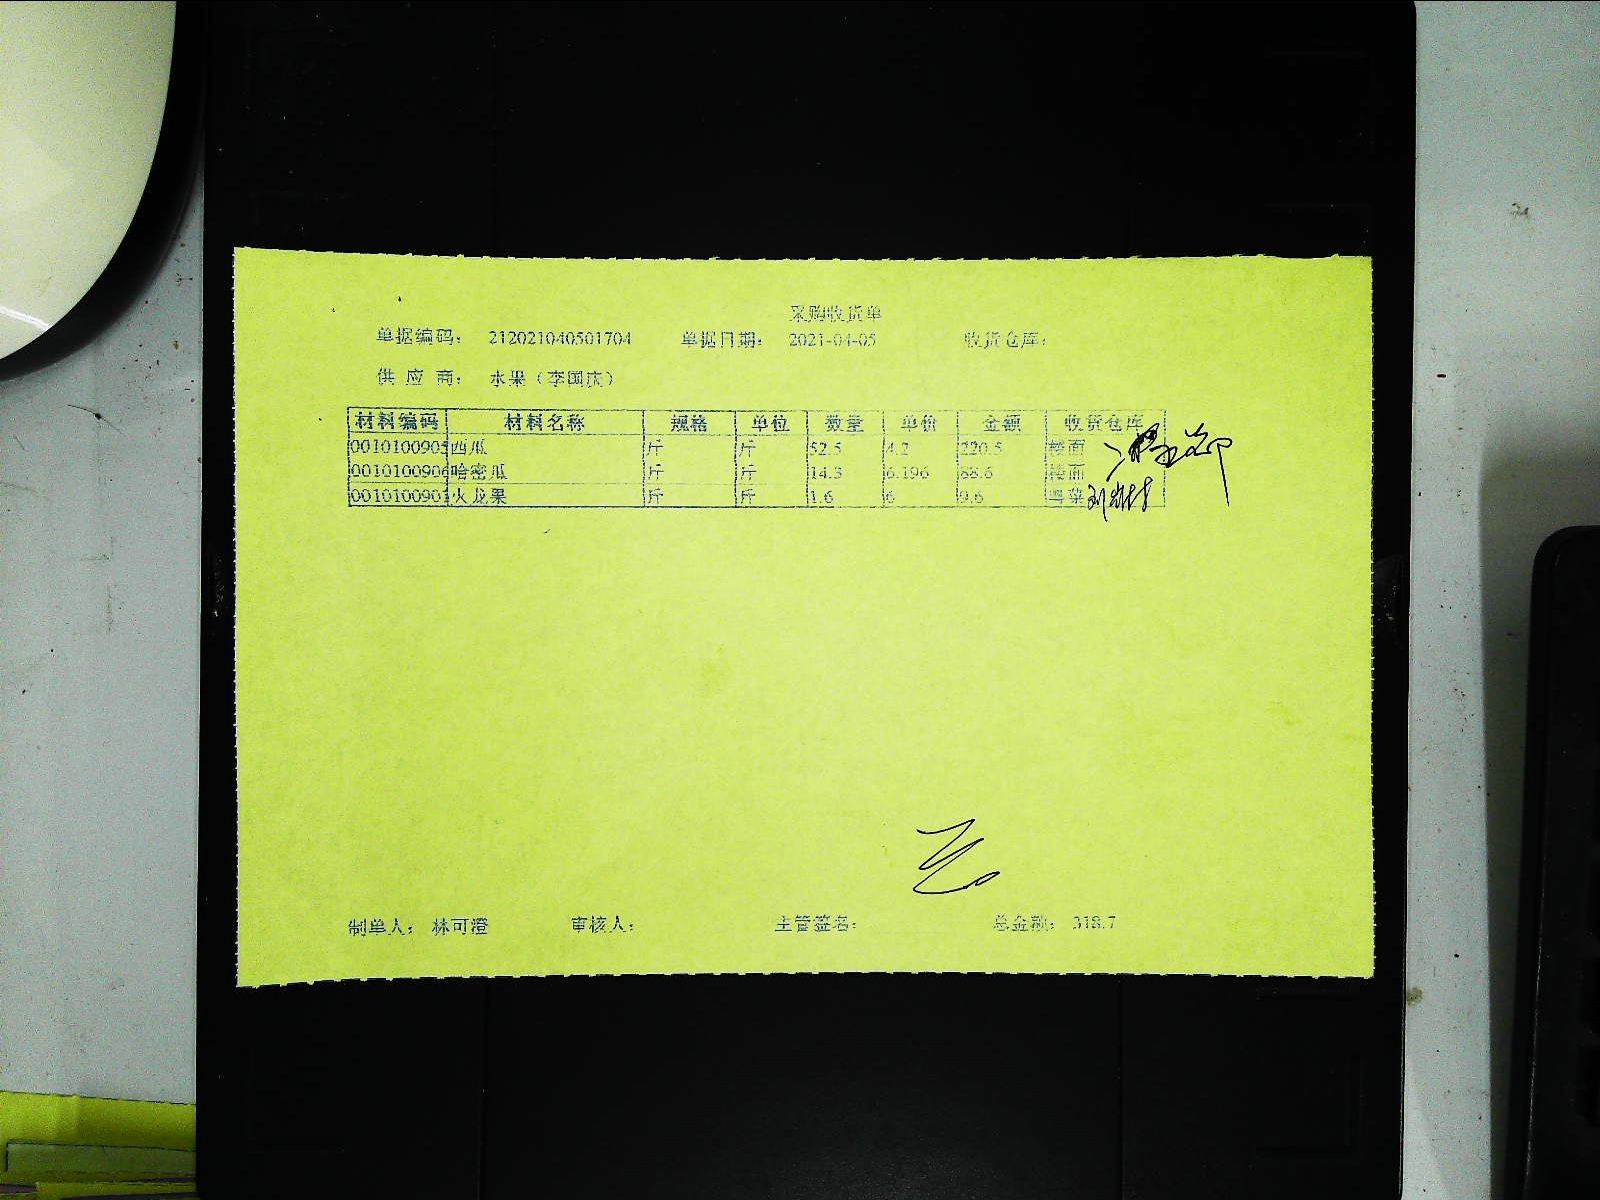 采购收货单
单据编码: 212021040501704 单据日期: 2021-04-05 收货仓库:
供应商: 水果（李国庆）
材料编码 材料名称 规格 单位 数量 单价 金额 收货仓库
0010100905 西瓜 斤 斤 52.5 4.2 220.5 楼面
0010100906 哈密瓜 斤 斤 14.3 6.196 88.6 楼面
001010090 火龙果 斤 斤 1.6 6 9.6
制单人: 林可澄 审核人: 主管签名: 总金额: 318.7